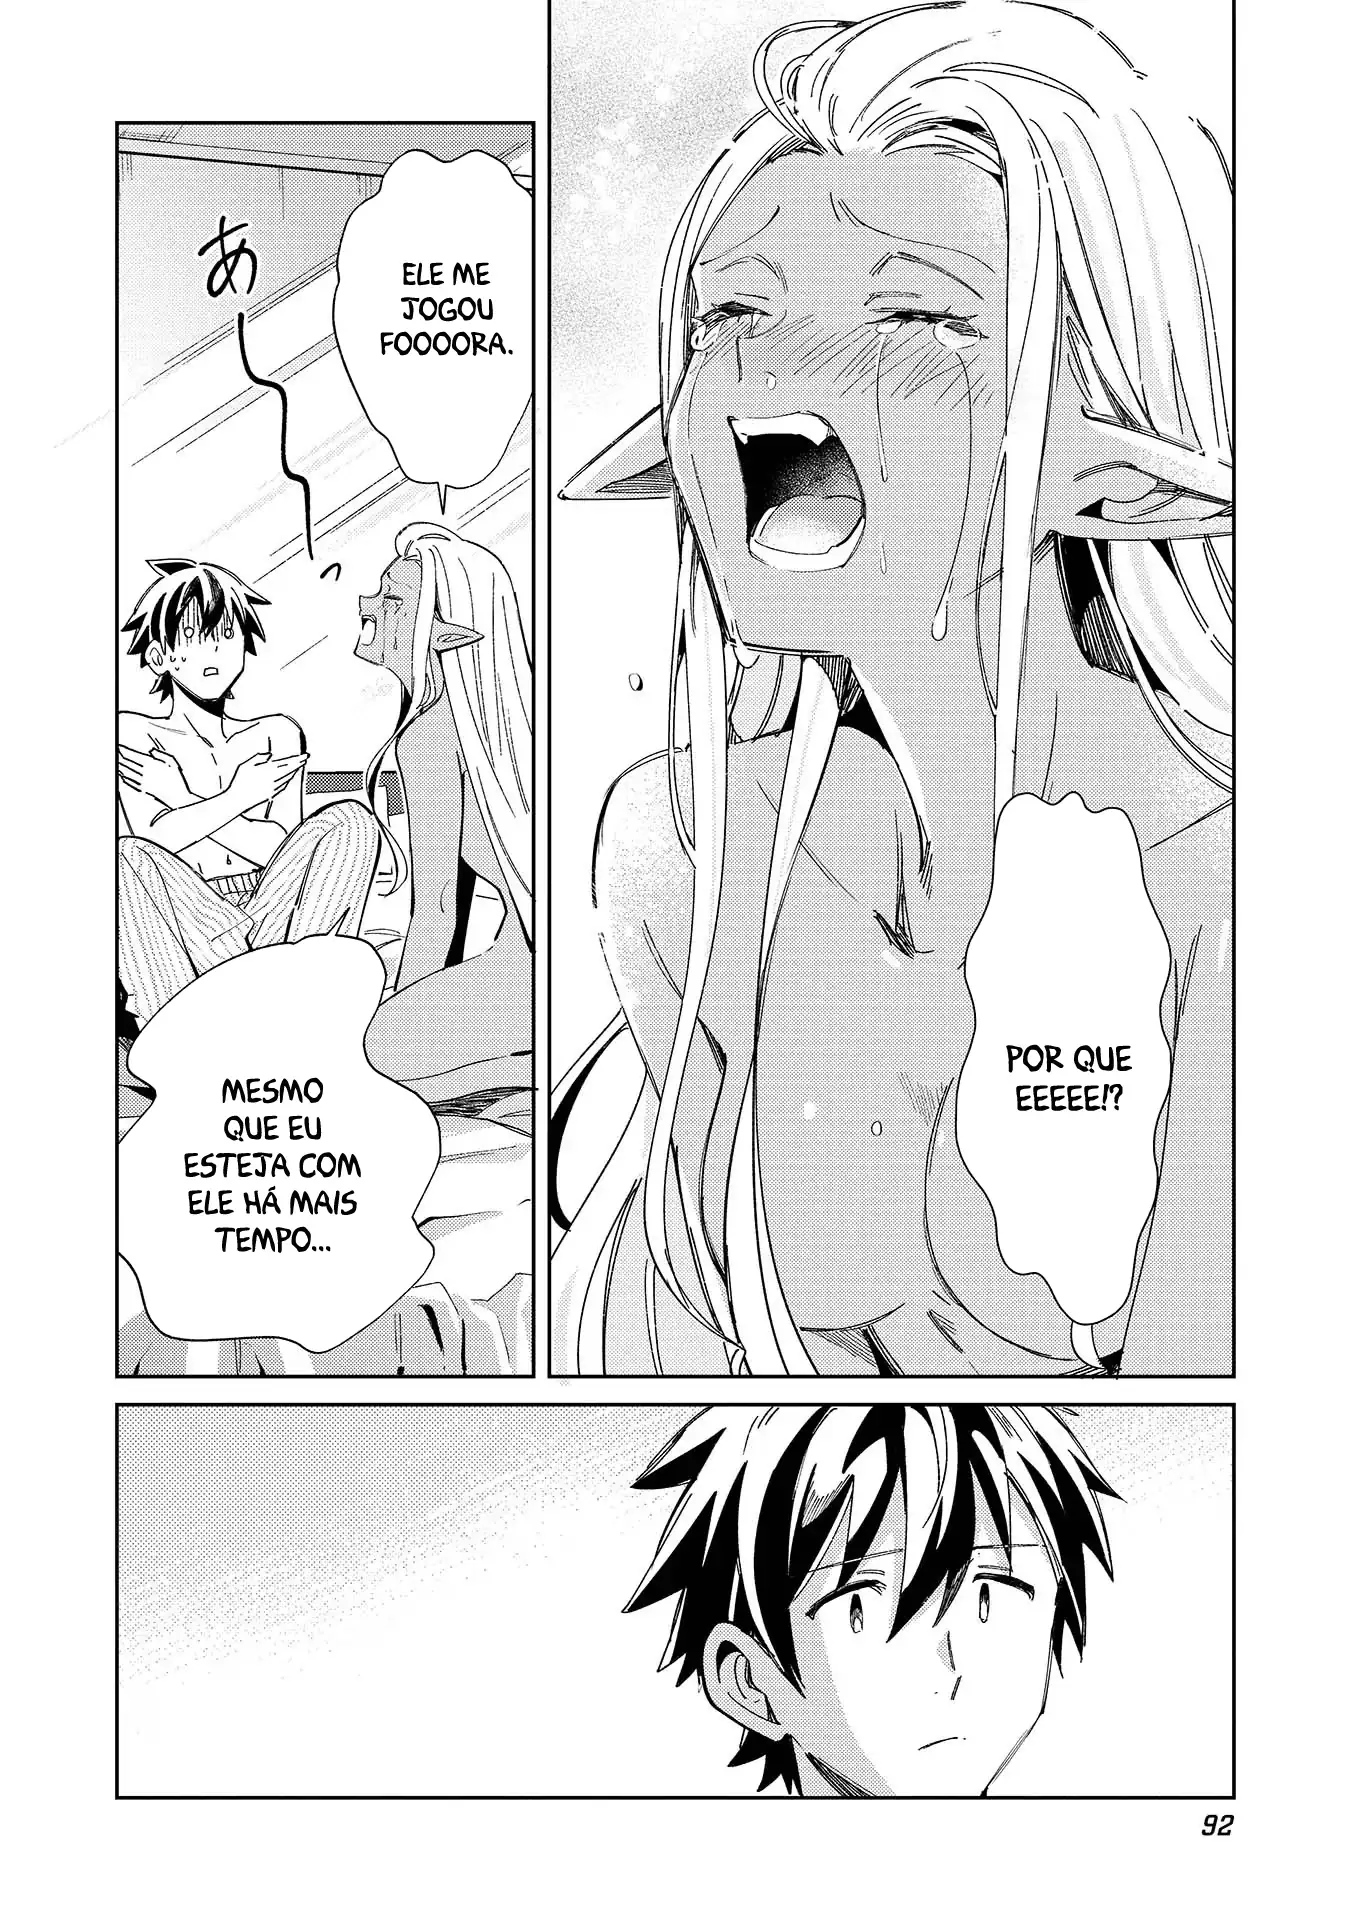 POR QUE
EEEEE!?
ELE ME
JOGOU
FOOOORA.
あ
MESMO
QUE EU
ESTEJA COM
ELE HÁ MAIS
TEMPO...
92